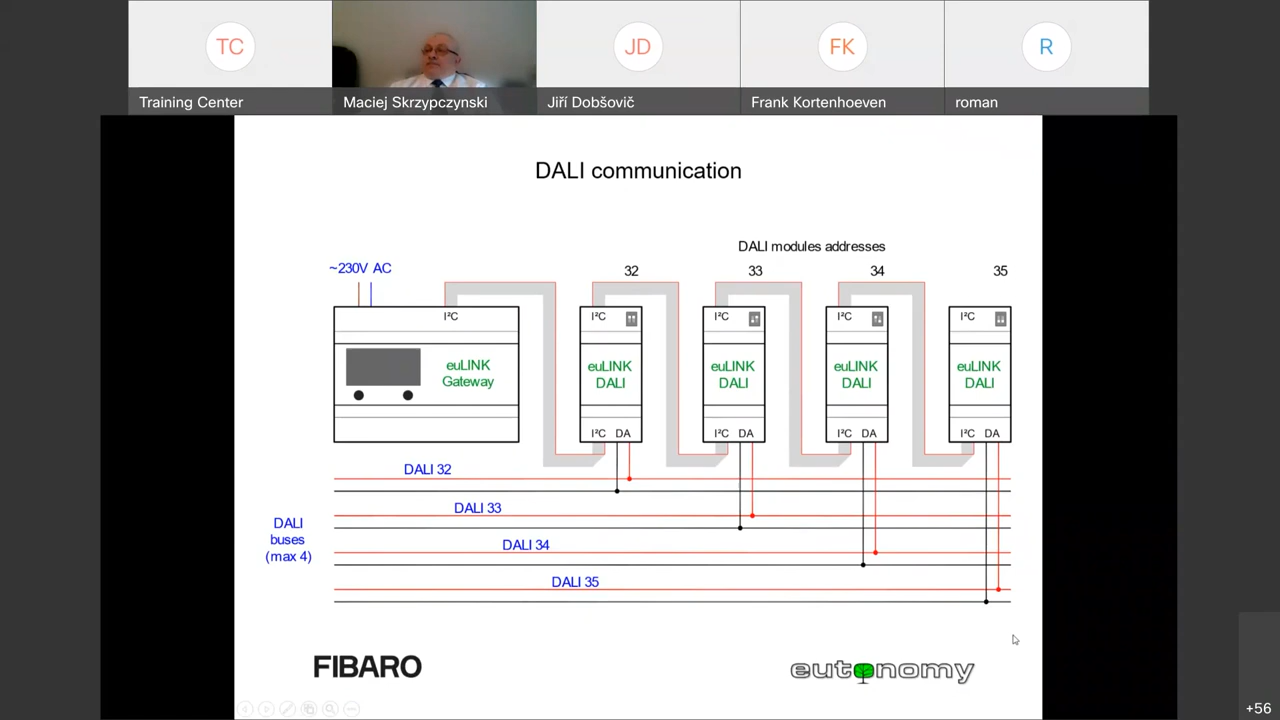 TC
JD
FK
R
Training Center
Maciej Skrzypczynski
Jiří Dobšovič
Frank Kortenhoeven
roman
DALI communication
DALI modules addresses
~230V AC
32
33
34
35
I²C
I²C
I²C
I²C
I²C
euLINK
Gateway
euLINK
DALI
euLINK
DALI
euLINK
DALI
euLINK
DALI
I²C DA
I²C DA
I²C DA
I²C DA
DALI 32
DALI 33
DALI
buses
(max 4)
DALI 34
DALI 35
FIBARO
eutonomy
+56